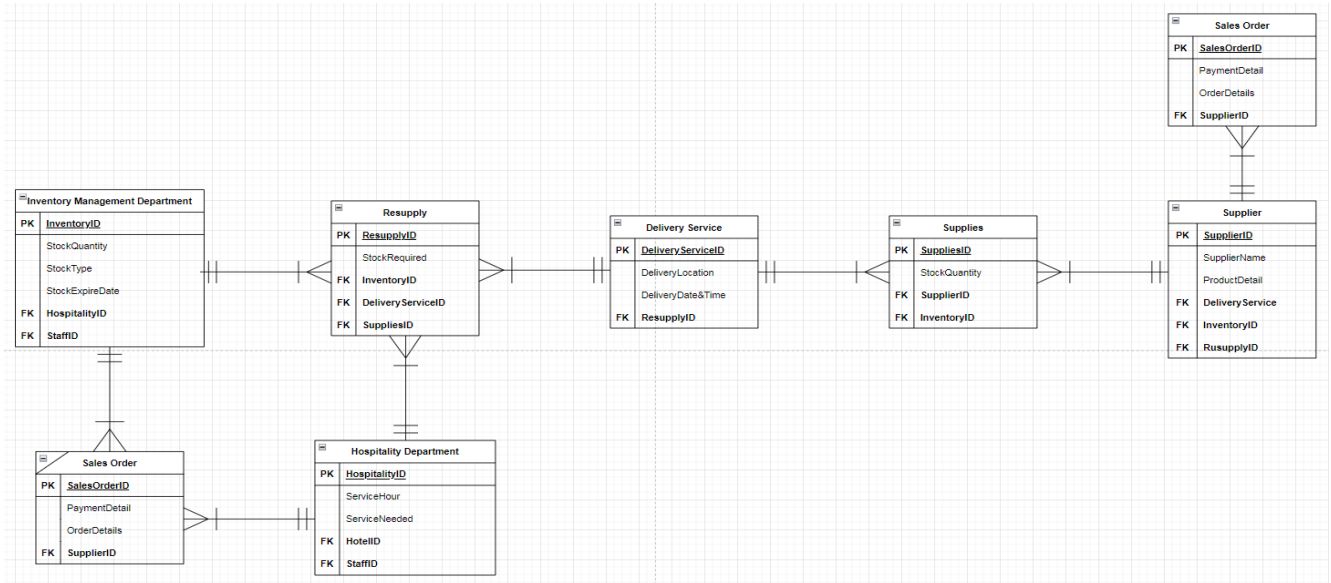 Sales Order
PK SalesOrderID
PaymentDetail
OrderDetails
FK SupplierID
Inventory Management Department
PK InventoryID
StockQuantity
StockType
StockExpireDate
FK HospitalityID
FK StaffID
Resupply
PK ResupplyID
StockRequired
FK InventoryID
FK DeliveryServiceID
FK SuppliesID
Delivery Service
PK DeliveryServiceID
DeliveryLocation
DeliveryDate&Time
FK ResupplyID
Supplies
PK SuppliesID
StockQuantity
FK SupplierID
FK InventoryID
Supplier
PK SupplierID
SupplierName
ProductDetail
FK DeliveryService
FK InventoryID
FK RusupplyID
Sales Order
PK SalesOrderID
PaymentDetail
OrderDetails
FK SupplierID
Hospitality Department
PK HospitalityID
ServiceHour
ServiceNeeded
FK HotelID
FK StaffID